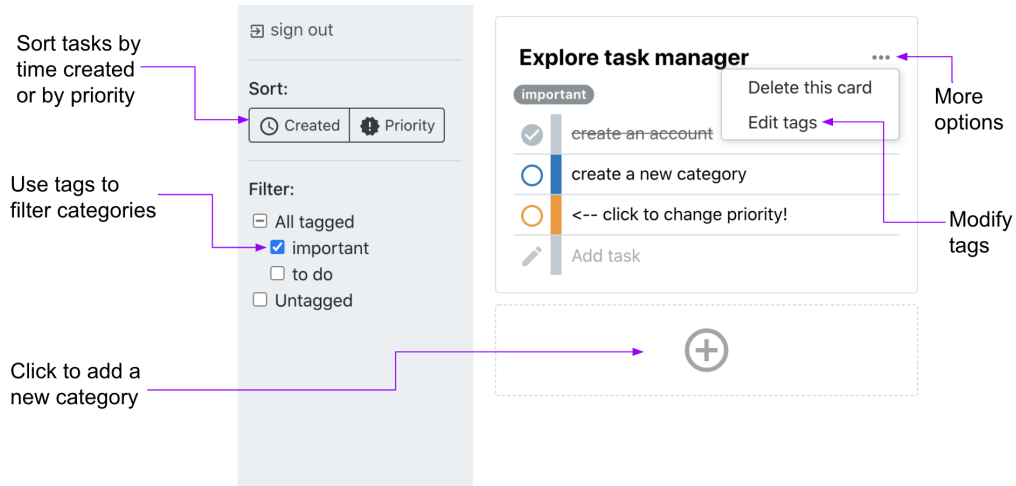 Sort tasks by
time created
or by priority
Use tags to
filter categories
Click to add a
new category
sign out
Sort:
Created Priority
Filter:
All tagged
important
to do
Untagged
Explore task manager
important
create an account
create a new category
<-- click to change priority!
Add task
Delete this card
Edit tags
More
options
Modify
tags